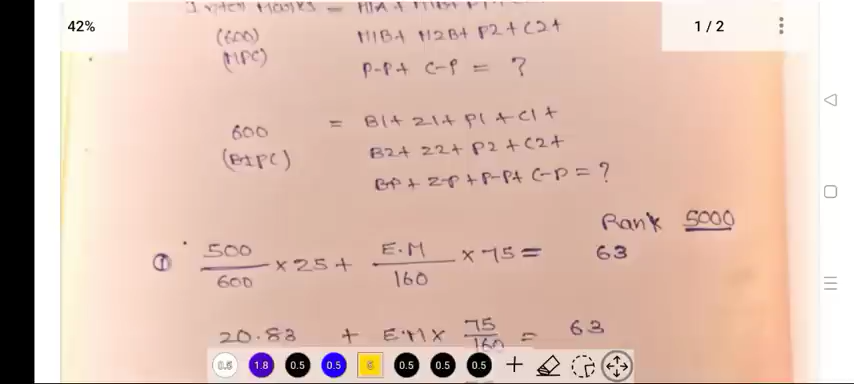 42%
1 / 2
(600) M1B+ M2B+ P2+ C2+
(MPC) P-P+ C-P = ?
600 = B1+ Z1+ P1 + C1 +
(BIPC) B2+ Z2+ P2 + C2+
BP + Z-P + P-P+ C-P = ?
Rank 5000
① 500/600 × 25 + E.M/160 × 75 = 63
20.83 + E.M × 75/160 = 63
0.5 1.8 0.5 0.5 5 0.5 0.5 0.5